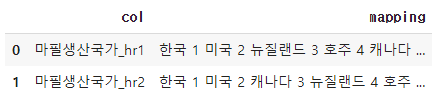 col mapping
0 마필생산국가_hr1 한국 1 미국 2 뉴질랜드 3 호주 4 캐나다 ...
1 마필생산국가_hr2 한국 1 미국 2 캐나다 3 뉴질랜드 4 호주 ...